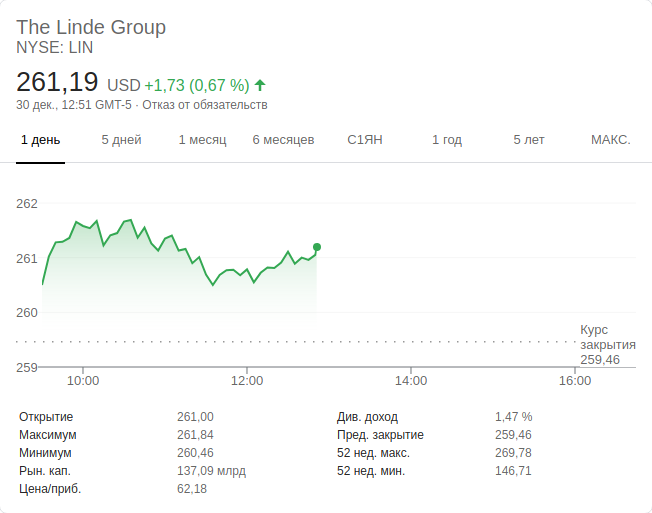 The Linde Group
NYSE: LIN
261,19 USD +1,73 (0,67 %)
30 дек., 12:51 GMT-5 · Отказ от обязательств
1 день 5 дней 1 месяц 6 месяцев С1ЯН 1 год 5 лет МАКС.
262
261
260
Курс
закрытия
259,46
259
10:00 12:00 14:00 16:00
Открытие 261,00 Див. доход 1,47 %
Максимум 261,84 Пред. закрытие 259,46
Минимум 260,46 52 нед. макс. 269,78
Рын. кап. 137,09 млрд 52 нед. мин. 146,71
Цена/приб. 62,18